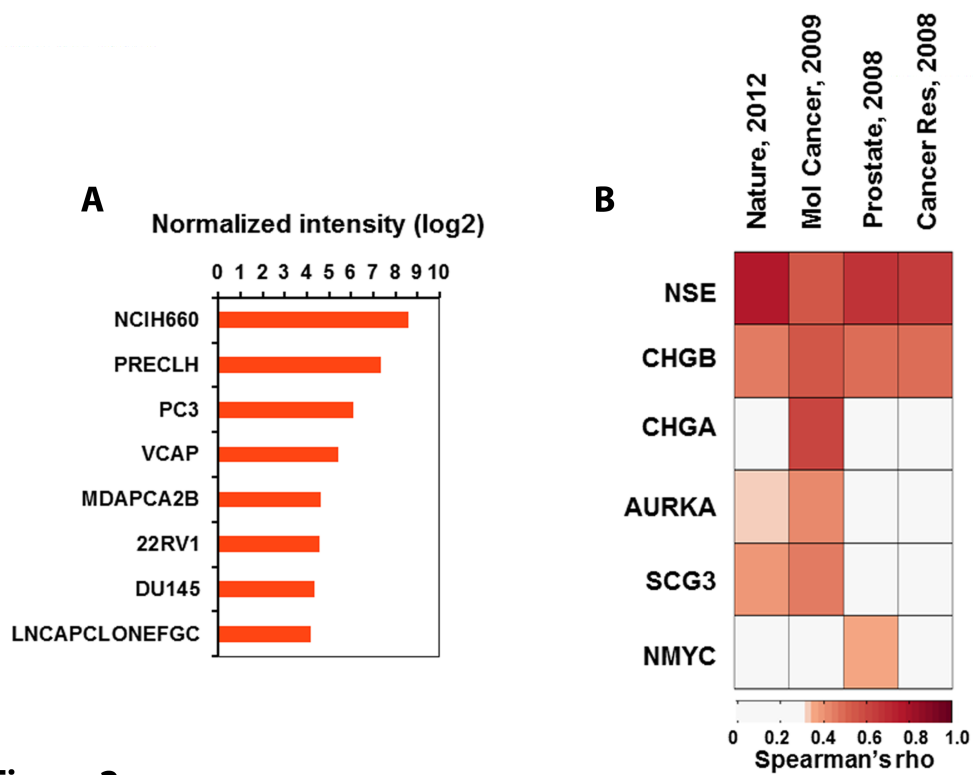 A
Normalized intensity (log2)
0 1 2 3 4 5 6 7 8 9 10
NCIH660
PRECLH
PC3
VCAP
MDAPCA2B
22RV1
DU145
LNCAPCLONEFGC
B
Nature, 2012
Mol Cancer, 2009
Prostate, 2008
Cancer Res, 2008
NSE
CHGB
CHGA
AURKA
SCG3
NMYC
0 0.2 0.4 0.6 0.8 1.0
Spearman's rho